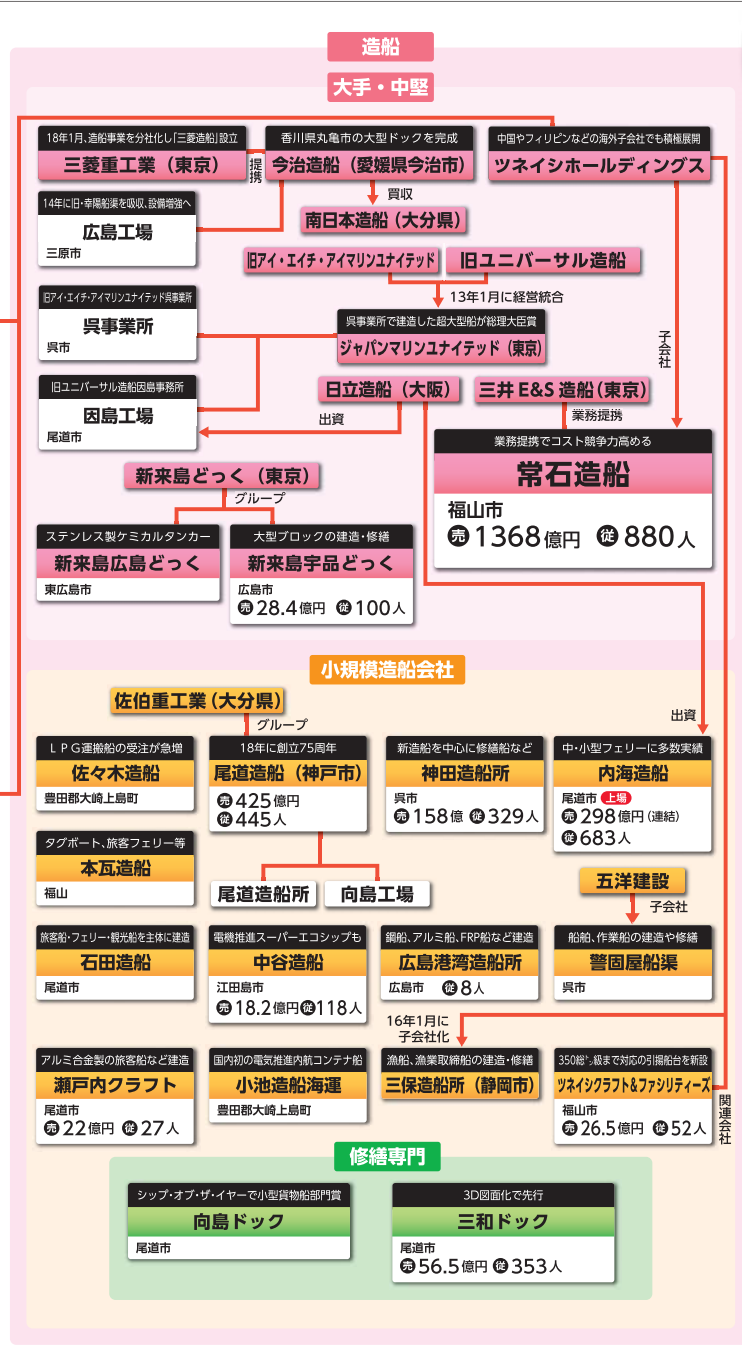 造船
大手・中堅
18年1月、造船事業を分社化し「三菱造船」設立
三菱重工業（東京）
提携
香川県丸亀市の大型ドックを完成
今治造船（愛媛県今治市）
中国やフィリピンなどの海外子会社でも積極展開
ツネイシホールディングス
買収
南日本造船（大分県）
14年に旧・幸陽船渠を吸収、設備増強へ
広島工場
三原市
旧アイ・エイチ・アイマリンユナイテッド
旧ユニバーサル造船
13年1月に経営統合
旧アイ・エイチ・アイマリンユナイテッド呉事業所
呉事業所
呉市
呉事業所で建造した超大型船が総理大臣賞
ジャパンマリンユナイテッド（東京）
子会社
旧ユニバーサル造船因島事務所
因島工場
尾道市
日立造船（大阪）
出資
三井E&S造船（東京）
業務提携
業務提携でコスト競争力高める
常石造船
福山市
売1368億円 従880人
新来島どっく（東京）
グループ
ステンレス製ケミカルタンカー
新来島広島どっく
東広島市
大型ブロックの建造・修繕
新来島宇品どっく
広島市
売28.4億円 従100人
小規模造船会社
佐伯重工業（大分県）
グループ
出資
ＬＰＧ運搬船の受注が急増
佐々木造船
豊田郡大崎上島町
18年に創立75周年
尾道造船（神戸市）
売425億円
従445人
新造船を中心に修繕船など
神田造船所
呉市
売158億 従329人
中・小型フェリーに多数実績
内海造船
尾道市 上場
売298億円（連結）
従683人
タグボート、旅客フェリー等
本瓦造船
福山
尾道造船所
向島工場
五洋建設
子会社
旅客船・フェリー・観光船を主体に建造
石田造船
尾道市
電機推進スーパーエコシップも
中谷造船
江田島市
売18.2億円従118人
鋼船、アルミ船、FRP船など建造
広島港湾造船所
広島市 従8人
船舶、作業船の建造や修繕
警固屋船渠
呉市
16年1月に
子会社化
アルミ合金製の旅客船など建造
瀬戸内クラフト
尾道市
売22億円 従27人
国内初の電気推進内航コンテナ船
小池造船海運
豊田郡大崎上島町
漁船、漁業取締船の建造・修繕
三保造船所（静岡市）
350総㌧級まで対応の引揚船台を新設
ツネイシクラフト&ファシリティーズ
福山市
売26.5億円 従52人
関連会社
修繕専門
シップ・オブ・ザ・イヤーで小型貨物船部門賞
向島ドック
尾道市
3D図面化で先行
三和ドック
尾道市
売56.5億円 従353人